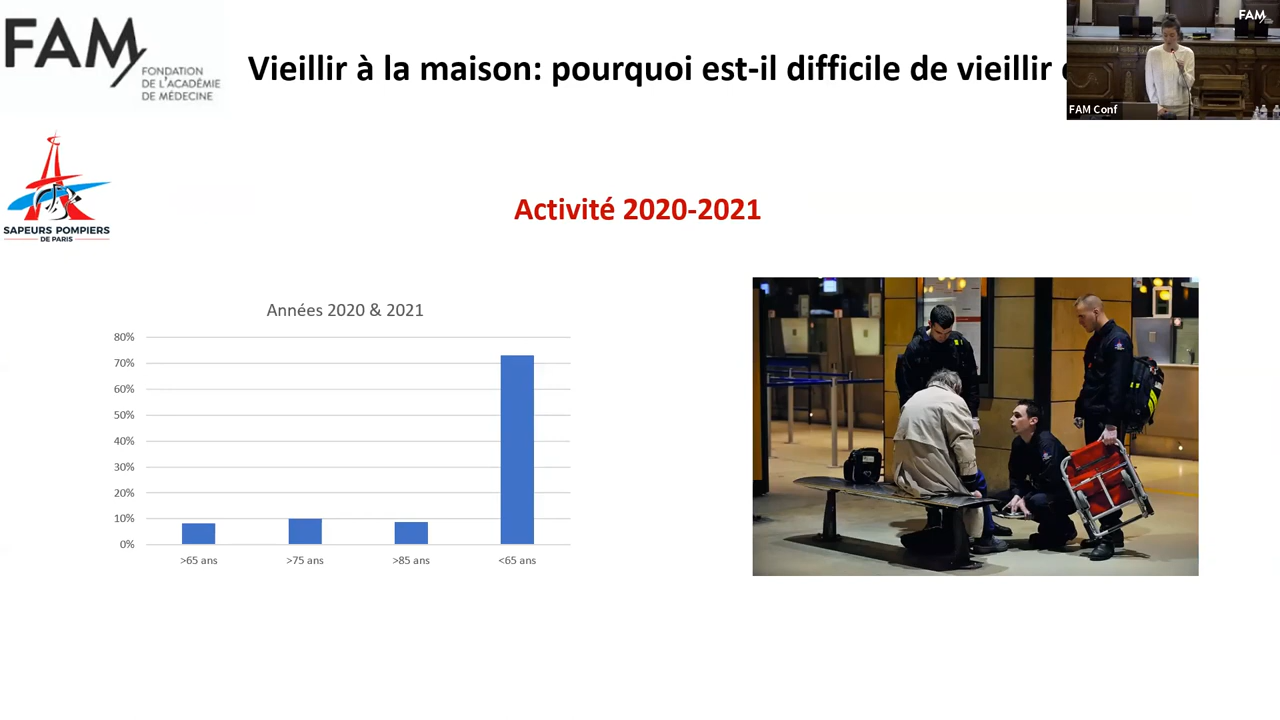 FAM
FONDATION
DE L'ACADÉMIE
DE MÉDECINE
Vieillir à la maison: pourquoi est-il difficile de vieillir
FAM
FAM Conf
SAPEURS POMPIERS
DE PARIS
Activité 2020-2021
Années 2020 & 2021
80%
70%
60%
50%
40%
30%
20%
10%
0%
>65 ans
>75 ans
>85 ans
<65 ans